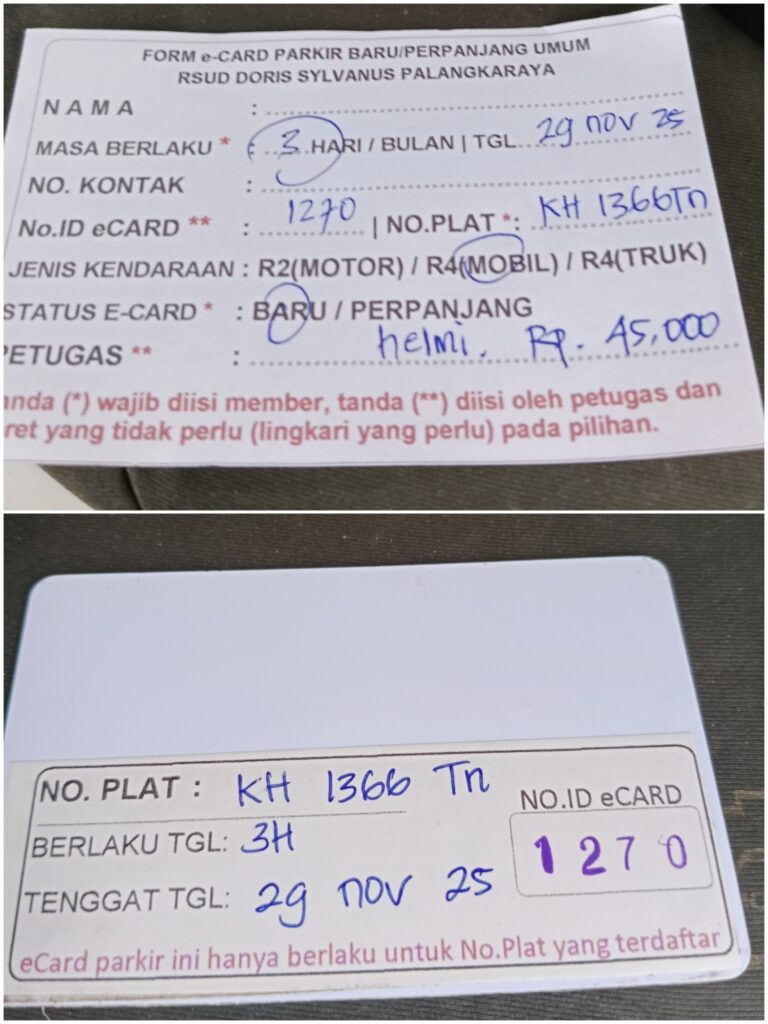 FORM e-CARD PARKIR BARU/PERPANJANG UMUM
RSUD DORIS SYLVANUS PALANGKARAYA
NAMA :
MASA BERLAKU * : 3 HARI / BULAN | TGL 29 nov 25
NO. KONTAK :
No.ID eCARD ** : 1270 | NO.PLAT *: KH 1366 Tn
JENIS KENDARAAN : R2(MOTOR) / R4(MOBIL) / R4(TRUK)
STATUS E-CARD * : BARU / PERPANJANG
PETUGAS ** : helmi. Rp. 45.000
anda (*) wajib diisi member, tanda (**) diisi oleh petugas dan
ret yang tidak perlu (lingkari yang perlu) pada pilihan.
NO. PLAT : KH 1366 Tn
NO.ID eCARD
BERLAKU TGL: 3H
1270
TENGGAT TGL: 29 nov 25
eCard parkir ini hanya berlaku untuk No.Plat yang terdaftar